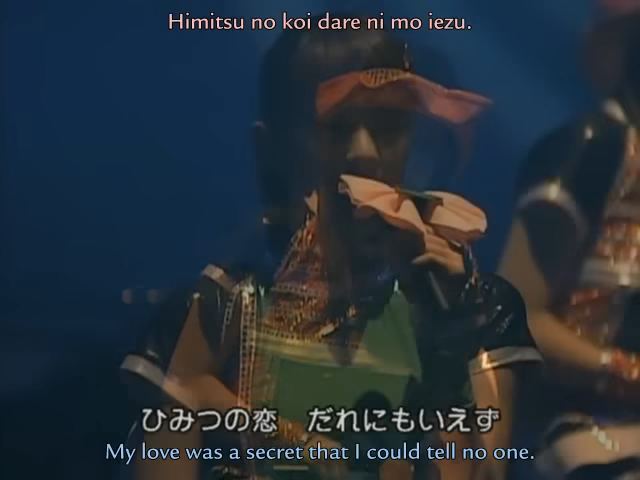 Himitsu no koi dare ni mo iezu.
ひみつの恋　だれにもいえず
My love was a secret that I could tell no one.